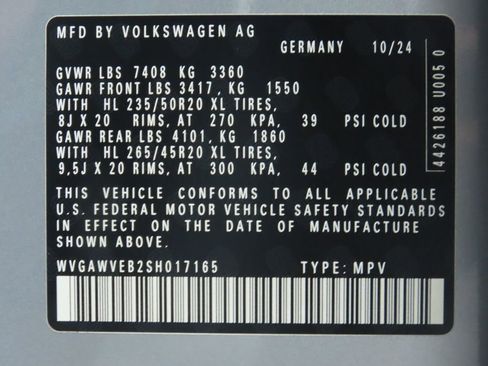 MFD BY VOLKSWAGEN AG
GERMANY 10/24
GVWR LBS 7408 KG 3360
GAWR FRONT LBS 3417, KG 1550
WITH HL 235/50R20 XL TIRES,
8J X 20 RIMS, AT 270 KPA, 39 PSI COLD
GAWR REAR LBS 4101, KG 1860
WITH HL 265/45R20 XL TIRES,
9,5J X 20 RIMS, AT 300 KPA, 44 PSI COLD
THIS VEHICLE CONFORMS TO ALL APPLICABLE
U.S. FEDERAL MOTOR VEHICLE SAFETY STANDARDS
IN EFFECT ON THE DATE OF MANUFACTURE
SHOWN ABOVE.
WVGAWVEB2SH017165 TYPE: MPV
4426188 U005 0